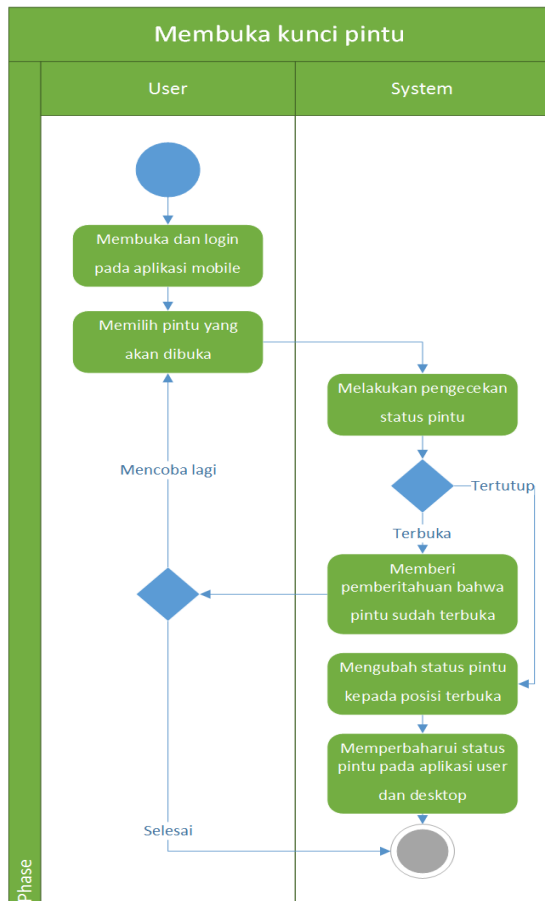 Membuka kunci pintu
User
System
Membuka dan login
pada aplikasi mobile
Memilih pintu yang
akan dibuka
Melakukan pengecekan
status pintu
Mencoba lagi
Tertutup
Terbuka
Memberi
pemberitahuan bahwa
pintu sudah terbuka
Mengubah status pintu
kepada posisi terbuka
Memperbaharui status
pintu pada aplikasi user
dan desktop
Selesai
Phase